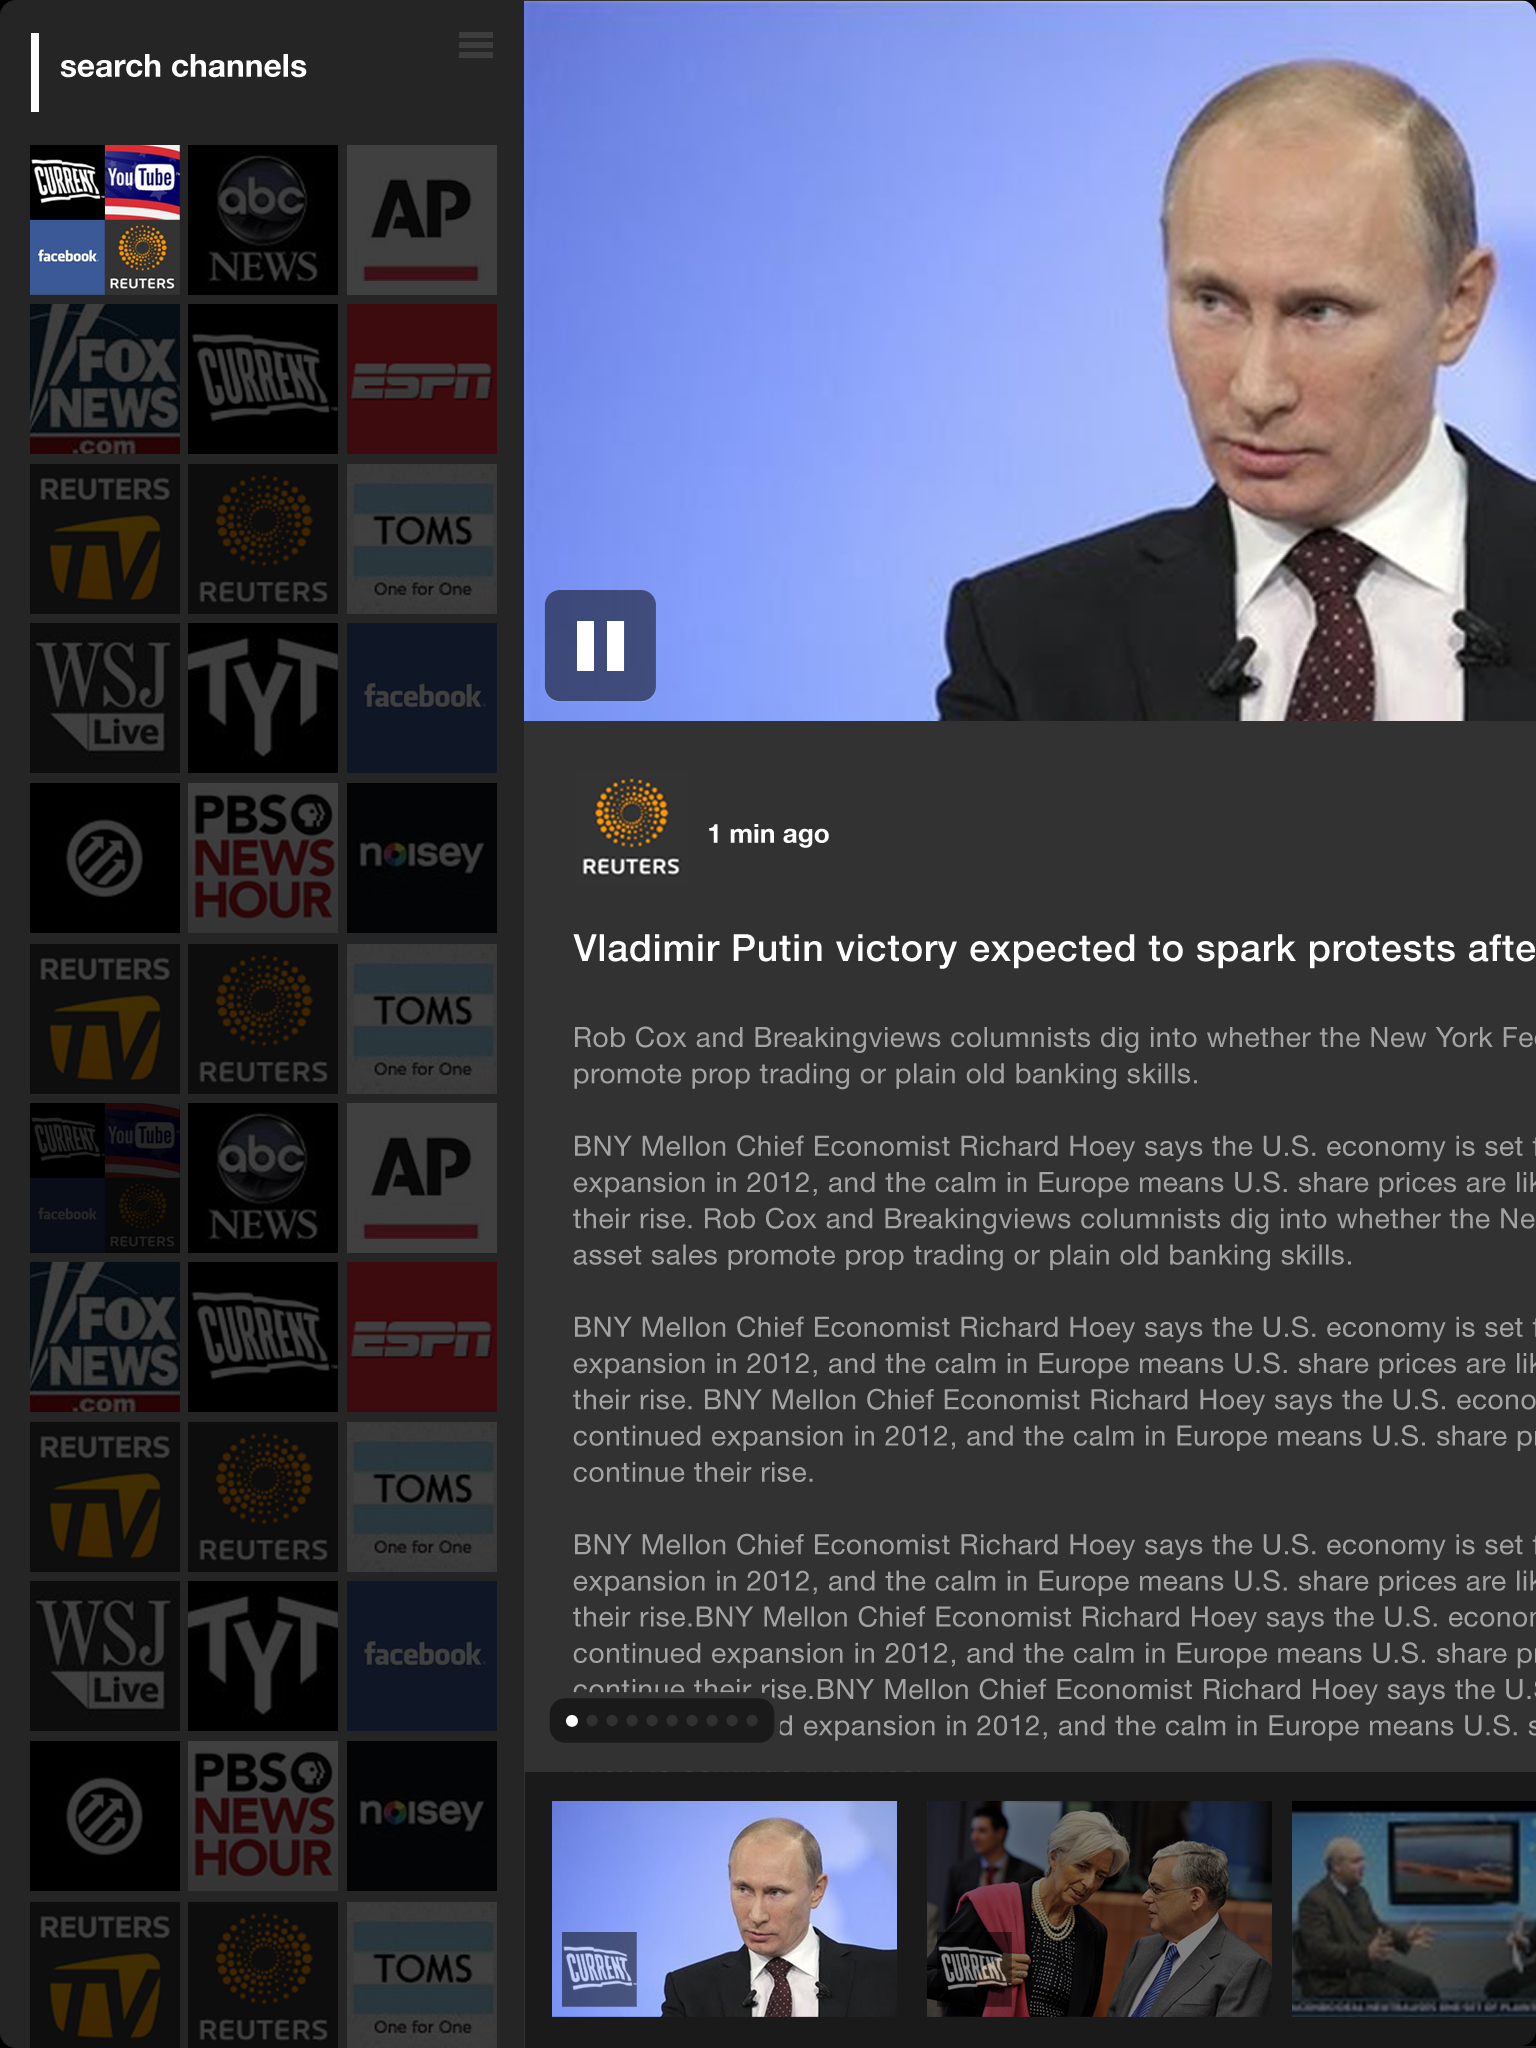 search channels
CURRENT
YouTube
facebook
REUTERS
abc
NEWS
AP
FOX
NEWS
.com
CURRENT
ESPN
REUTERS
TV
REUTERS
TOMS
One for One
WSJ
Live
TYT
facebook
PBS
NEWS
HOUR
noisey
REUTERS
TV
REUTERS
TOMS
One for One
CURRENT
YouTube
facebook
REUTERS
abc
NEWS
AP
FOX
NEWS
.com
CURRENT
ESPN
REUTERS
TV
REUTERS
TOMS
One for One
WSJ
Live
TYT
facebook
PBS
NEWS
HOUR
noisey
REUTERS
TV
REUTERS
TOMS
One for One
REUTERS
1 min ago
Vladimir Putin victory expected to spark protests afte
Rob Cox and Breakingviews columnists dig into whether the New York Fe
promote prop trading or plain old banking skills.
BNY Mellon Chief Economist Richard Hoey says the U.S. economy is set f
expansion in 2012, and the calm in Europe means U.S. share prices are lik
their rise. Rob Cox and Breakingviews columnists dig into whether the Ne
asset sales promote prop trading or plain old banking skills.
BNY Mellon Chief Economist Richard Hoey says the U.S. economy is set f
expansion in 2012, and the calm in Europe means U.S. share prices are lik
their rise. BNY Mellon Chief Economist Richard Hoey says the U.S. econo
continued expansion in 2012, and the calm in Europe means U.S. share pr
continue their rise.
BNY Mellon Chief Economist Richard Hoey says the U.S. economy is set f
expansion in 2012, and the calm in Europe means U.S. share prices are lik
their rise.BNY Mellon Chief Economist Richard Hoey says the U.S. econor
continued expansion in 2012, and the calm in Europe means U.S. share pr
continue their rise.BNY Mellon Chief Economist Richard Hoey says the U.S
d expansion in 2012, and the calm in Europe means U.S. s
CURRENT
CURRENT